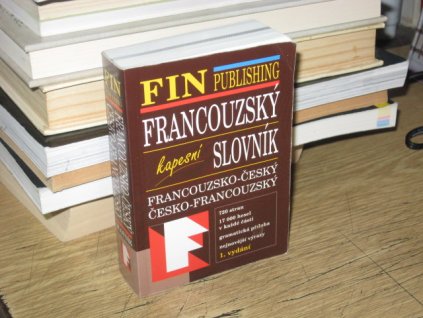 FIN PUBLISHING
FRANCOUZSKÝ
kapesní SLOVNÍK
FRANCOUZSKO-ČESKÝ
ČESKO-FRANCOUZSKÝ
720 stran
17 000 hesel
v každé části
gramatická příloha
nejnovější výrazy
1. vydání